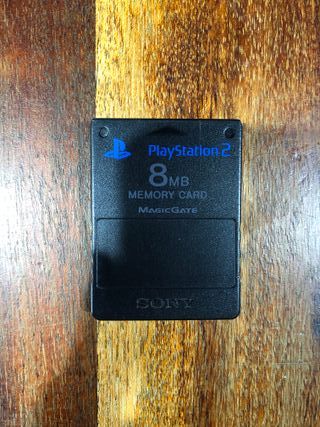 PlayStation 2
8MB
MEMORY CARD
MAGICGATE
SONY